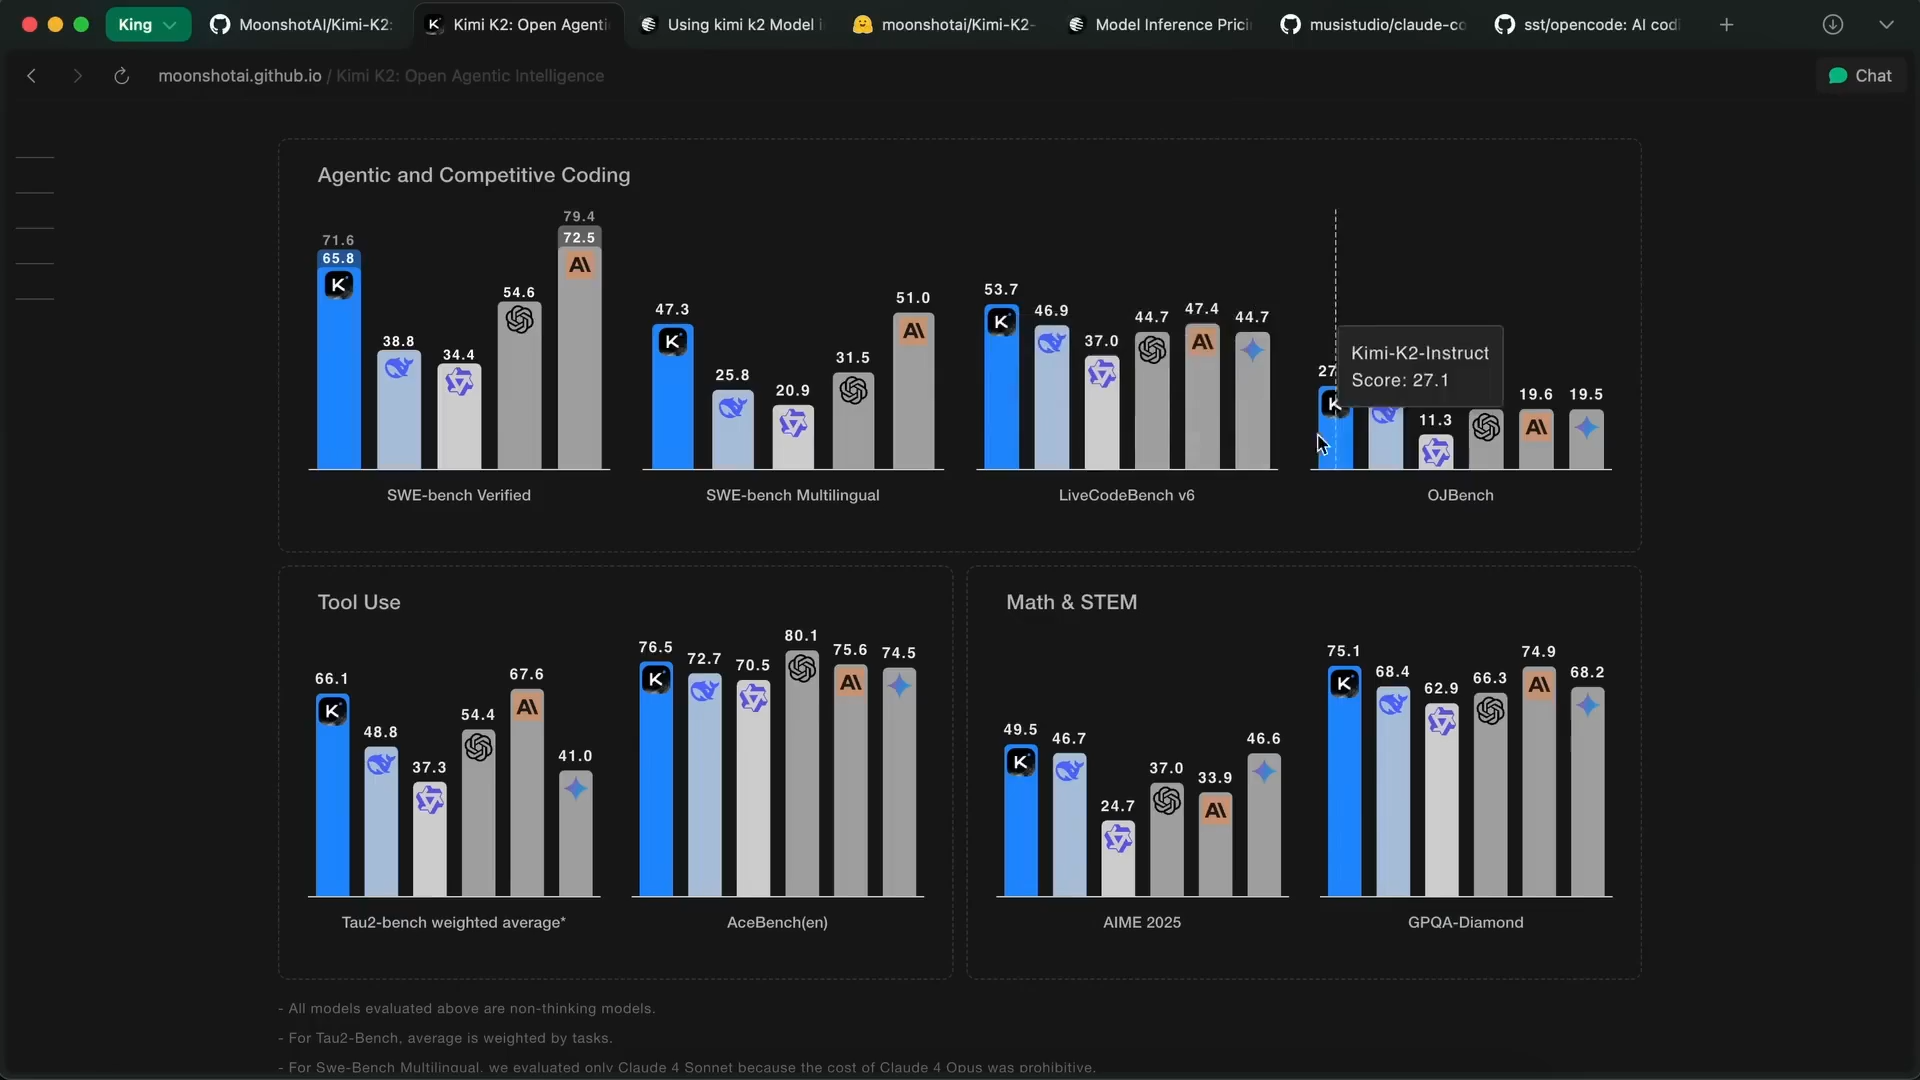 King
MoonshotAI/Kimi-K2:
Kimi K2: Open Agenti
Using kimi k2 Model i
moonshotai/Kimi-K2-
Model Inference Prici
musistudio/claude-co
sst/opencode: AI codi
moonshotai.github.io / Kimi K2: Open Agentic Intelligence
Chat
Agentic and Competitive Coding
71.6
65.8
38.8
34.4
54.6
79.4
72.5
SWE-bench Verified
47.3
25.8
20.9
31.5
51.0
SWE-bench Multilingual
53.7
46.9
37.0
44.7
47.4
44.7
LiveCodeBench v6
27
Kimi-K2-Instruct
Score: 27.1
11.3
19.6
19.5
OJBench
Tool Use
66.1
48.8
37.3
54.4
67.6
41.0
Tau2-bench weighted average*
76.5
72.7
70.5
80.1
75.6
74.5
AceBench(en)
Math & STEM
49.5
46.7
24.7
37.0
33.9
46.6
AIME 2025
75.1
68.4
62.9
66.3
74.9
68.2
GPQA-Diamond
- All models evaluated above are non-thinking models.
- For Tau2-Bench, average is weighted by tasks.
- For Swe-Bench Multilingual, we evaluated only Claude 4 Sonnet because the cost of Claude 4 Opus was prohibitive.